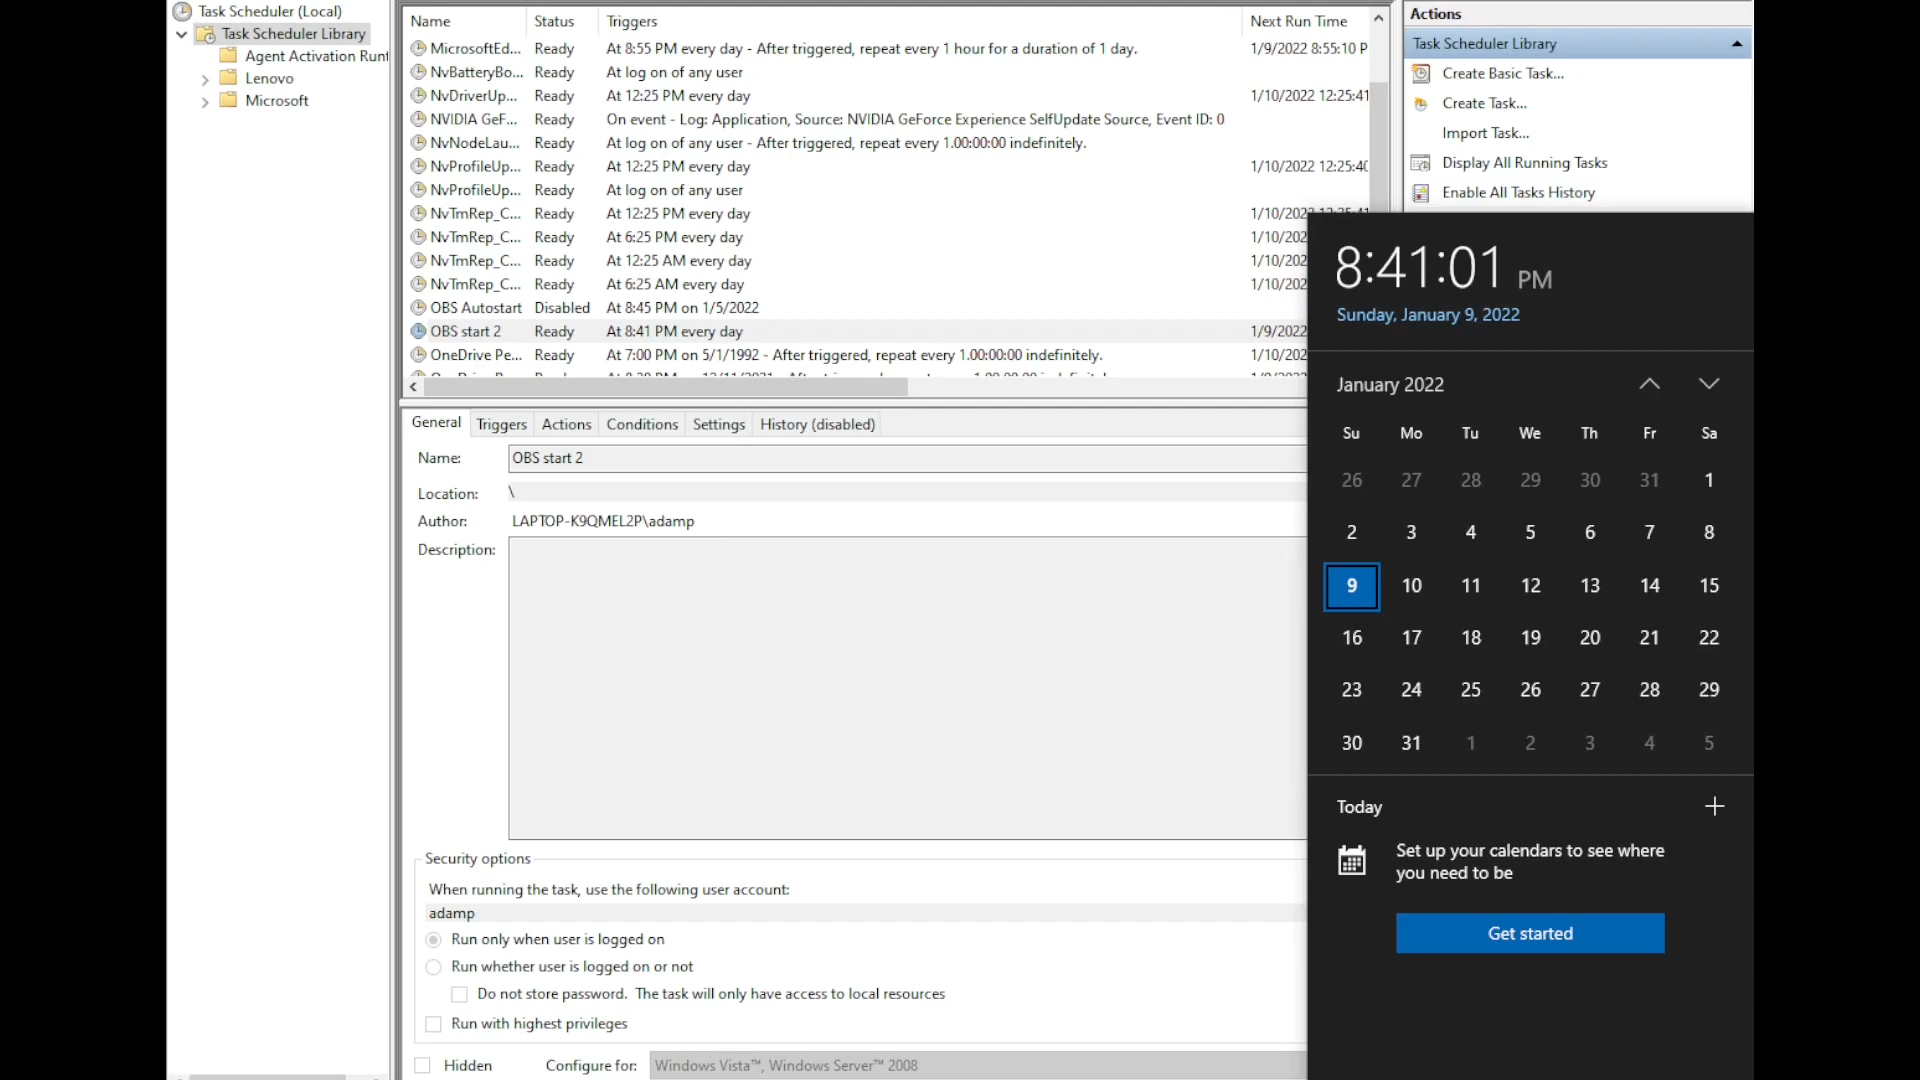 Task Scheduler (Local)
Task Scheduler Library
Agent Activation Runt
Lenovo
Microsoft
Name Status Triggers Next Run Time
MicrosoftEd... Ready At 8:55 PM every day - After triggered, repeat every 1 hour for a duration of 1 day. 1/9/2022 8:55:10 P
NvBatteryBo... Ready At log on of any user
NvDriverUp... Ready At 12:25 PM every day 1/10/2022 12:25:41
NVIDIA GeF... Ready On event - Log: Application, Source: NVIDIA GeForce Experience SelfUpdate Source, Event ID: 0
NvNodeLau... Ready At log on of any user - After triggered, repeat every 1.00:00:00 indefinitely.
NvProfileUp... Ready At 12:25 PM every day 1/10/2022 12:25:40
NvProfileUp... Ready At log on of any user
NvTmRep_C... Ready At 12:25 PM every day 1/10/2022 12:25:41
NvTmRep_C... Ready At 6:25 PM every day 1/10/202
NvTmRep_C... Ready At 12:25 AM every day 1/10/202
NvTmRep_C... Ready At 6:25 AM every day 1/10/202
OBS Autostart Disabled At 8:45 PM on 1/5/2022
OBS start 2 Ready At 8:41 PM every day 1/9/2022
OneDrive Pe... Ready At 7:00 PM on 5/1/1992 - After triggered, repeat every 1.00:00:00 indefinitely. 1/10/202
General Triggers Actions Conditions Settings History (disabled)
Name: OBS start 2
Location: \
Author: LAPTOP-K9QMEL2P\adamp
Description:
Security options
When running the task, use the following user account:
adamp
Run only when user is logged on
Run whether user is logged on or not
Do not store password. The task will only have access to local resources
Run with highest privileges
Hidden Configure for: Windows Vista™, Windows Server™ 2008
Actions
Task Scheduler Library
Create Basic Task...
Create Task...
Import Task...
Display All Running Tasks
Enable All Tasks History
8:41:01 PM
Sunday, January 9, 2022
January 2022
Su Mo Tu We Th Fr Sa
26 27 28 29 30 31 1
2 3 4 5 6 7 8
9 10 11 12 13 14 15
16 17 18 19 20 21 22
23 24 25 26 27 28 29
30 31 1 2 3 4 5
Today
Set up your calendars to see where
you need to be
Get started